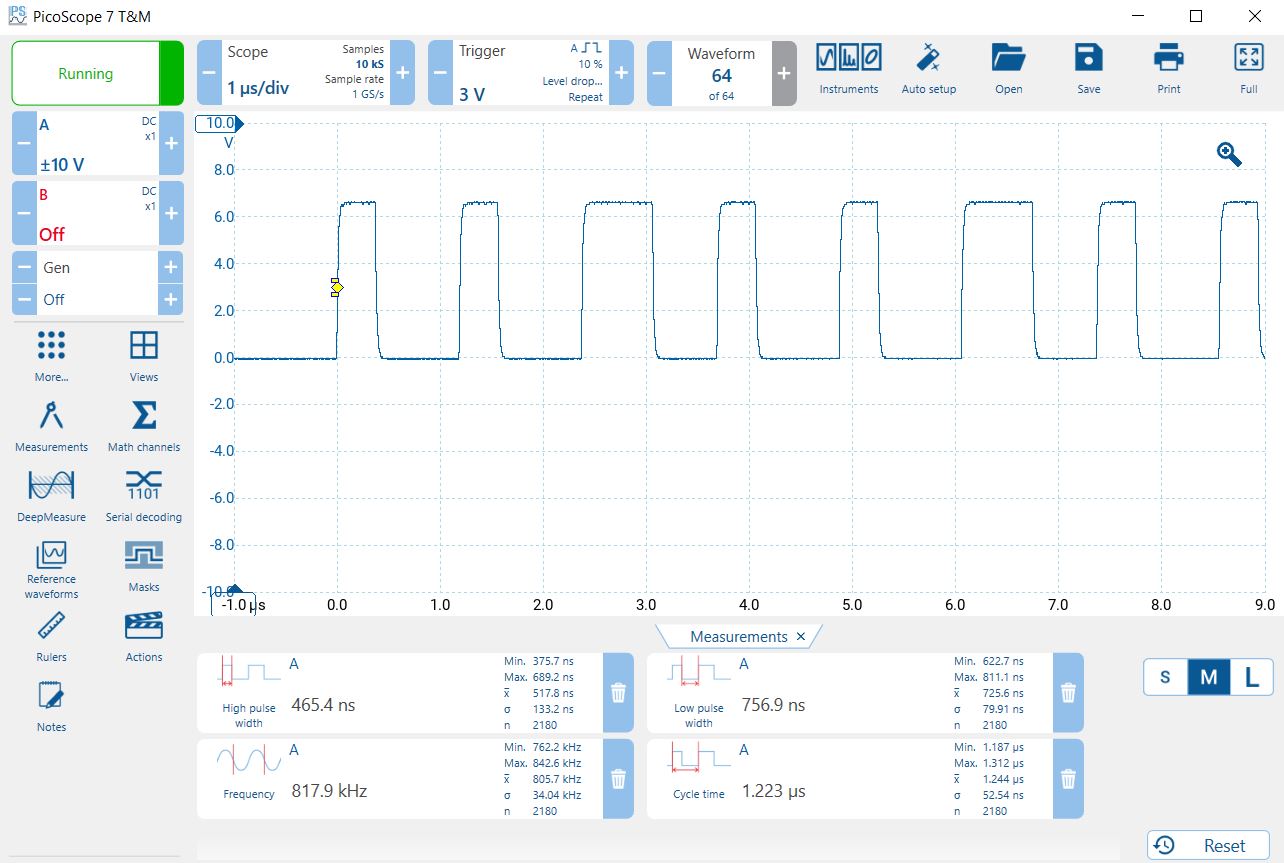 PicoScope 7 T&M
Running
Scope
1 µs/div
Samples
10 kS
Sample rate
1 GS/s
Trigger
3 V
A
10 %
Level drop...
Repeat
Waveform
64
of 64
Instruments
Auto setup
Open
Save
Print
Full
A
DC
x1
±10 V
B
DC
x1
Off
Gen
Off
More...
Views
Measurements
Math channels
DeepMeasure
1101
Serial decoding
Reference
waveforms
Masks
Rulers
Actions
Notes
10.0
V
8.0
6.0
4.0
2.0
0.0
-2.0
-4.0
-6.0
-8.0
-10.0
-1.0 µs 0.0 1.0 2.0 3.0 4.0 5.0 6.0 7.0 8.0 9.0
Measurements ×
A
High pulse
width
465.4 ns
Min. 375.7 ns
Max. 689.2 ns
x̄ 517.8 ns
σ 133.2 ns
n 2180
A
Low pulse
width
756.9 ns
Min. 622.7 ns
Max. 811.1 ns
x̄ 725.6 ns
σ 79.91 ns
n 2180
A
Frequency
817.9 kHz
Min. 762.2 kHz
Max. 842.6 kHz
x̄ 805.7 kHz
σ 34.04 kHz
n 2180
A
Cycle time
1.223 µs
Min. 1.187 µs
Max. 1.312 µs
x̄ 1.244 µs
σ 52.54 ns
n 2180
S M L
Reset